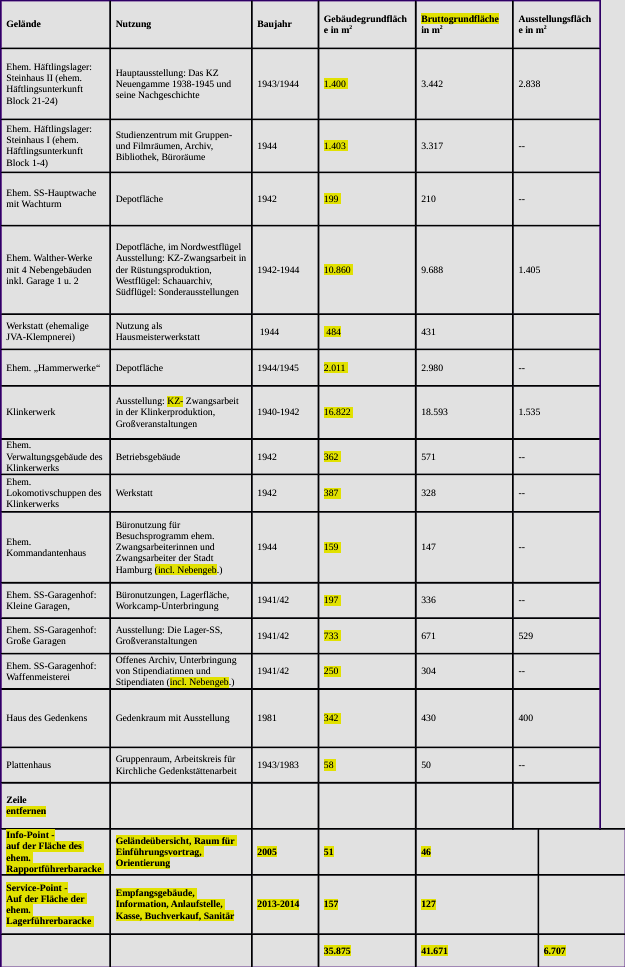 Gelände Nutzung Baujahr Gebäudegrundfläch Bruttogrundfläche Ausstellungsfläch
e in m² in m² e in m²
Ehem. Häftlingslager:
Steinhaus II (ehem.
Häftlingsunterkunft
Block 21-24)
Hauptausstellung: Das KZ
Neuengamme 1938-1945 und
seine Nachgeschichte
1943/1944 1.400 3.442 2.838
Ehem. Häftlingslager:
Steinhaus I (ehem.
Häftlingsunterkunft
Block 1-4)
Studienzentrum mit Gruppen-
und Filmräumen, Archiv,
Bibliothek, Büroräume
1944 1.403 3.317 --
Ehem. SS-Hauptwache
mit Wachturm
Depotfläche 1942 199 210 --
Ehem. Walther-Werke
mit 4 Nebengebäuden
inkl. Garage 1 u. 2
Depotfläche, im Nordwestflügel
Ausstellung: KZ-Zwangsarbeit in
der Rüstungsproduktion,
Westflügel: Schauarchiv,
Südflügel: Sonderausstellungen
1942-1944 10.860 9.688 1.405
Werkstatt (ehemalige
JVA-Klempnerei)
Nutzung als
Hausmeisterwerkstatt
1944 484 431
Ehem. „Hammerwerke“ Depotfläche 1944/1945 2.011 2.980 --
Klinkerwerk
Ausstellung: KZ- Zwangsarbeit
in der Klinkerproduktion,
Großveranstaltungen
1940-1942 16.822 18.593 1.535
Ehem.
Verwaltungsgebäude des
Klinkerwerks
Betriebsgebäude 1942 362 571 --
Ehem.
Lokomotivschuppen des
Klinkerwerks
Werkstatt 1942 387 328 --
Ehem.
Kommandantenhaus
Büronutzung für
Besuchsprogramm ehem.
Zwangsarbeiterinnen und
Zwangsarbeiter der Stadt
Hamburg (incl. Nebengeb.)
1944 159 147 --
Ehem. SS-Garagenhof:
Kleine Garagen,
Büronutzungen, Lagerfläche,
Workcamp-Unterbringung
1941/42 197 336 --
Ehem. SS-Garagenhof:
Große Garagen
Ausstellung: Die Lager-SS,
Großveranstaltungen
1941/42 733 671 529
Ehem. SS-Garagenhof:
Waffenmeisterei
Offenes Archiv, Unterbringung
von Stipendiatinnen und
Stipendiaten (incl. Nebengeb.)
1941/42 250 304 --
Haus des Gedenkens Gedenkraum mit Ausstellung 1981 342 430 400
Plattenhaus
Gruppenraum, Arbeitskreis für
Kirchliche Gedenkstättenarbeit
1943/1983 58 50 --
Zeile
entfernen
Info-Point -
auf der Fläche des
ehem.
Rapportführerbaracke
Geländeübersicht, Raum für
Einführungsvortrag,
Orientierung
2005 51 46
Service-Point -
Auf der Fläche der
ehem.
Lagerführerbaracke
Empfangsgebäude,
Information, Anlaufstelle,
Kasse, Buchverkauf, Sanitär
2013-2014 157 127
35.875 41.671 6.707